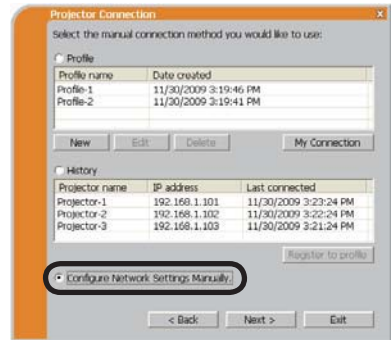 Projector Connection
Select the manual connection method you would like to use:
Profile
Profile name Date created
Profile-1 11/30/2009 3:19:46 PM
Profile-2 11/30/2009 3:19:41 PM
New Edit Delete My Connection
History
Projector name IP address Last connected
Projector-1 192.168.1.101 11/30/2009 3:23:24 PM
Projector-2 192.168.1.102 11/30/2009 3:22:24 PM
Projector-3 192.168.1.103 11/30/2009 3:21:24 PM
Register to profile
Configure Network Settings Manually.
< Back Next > Exit